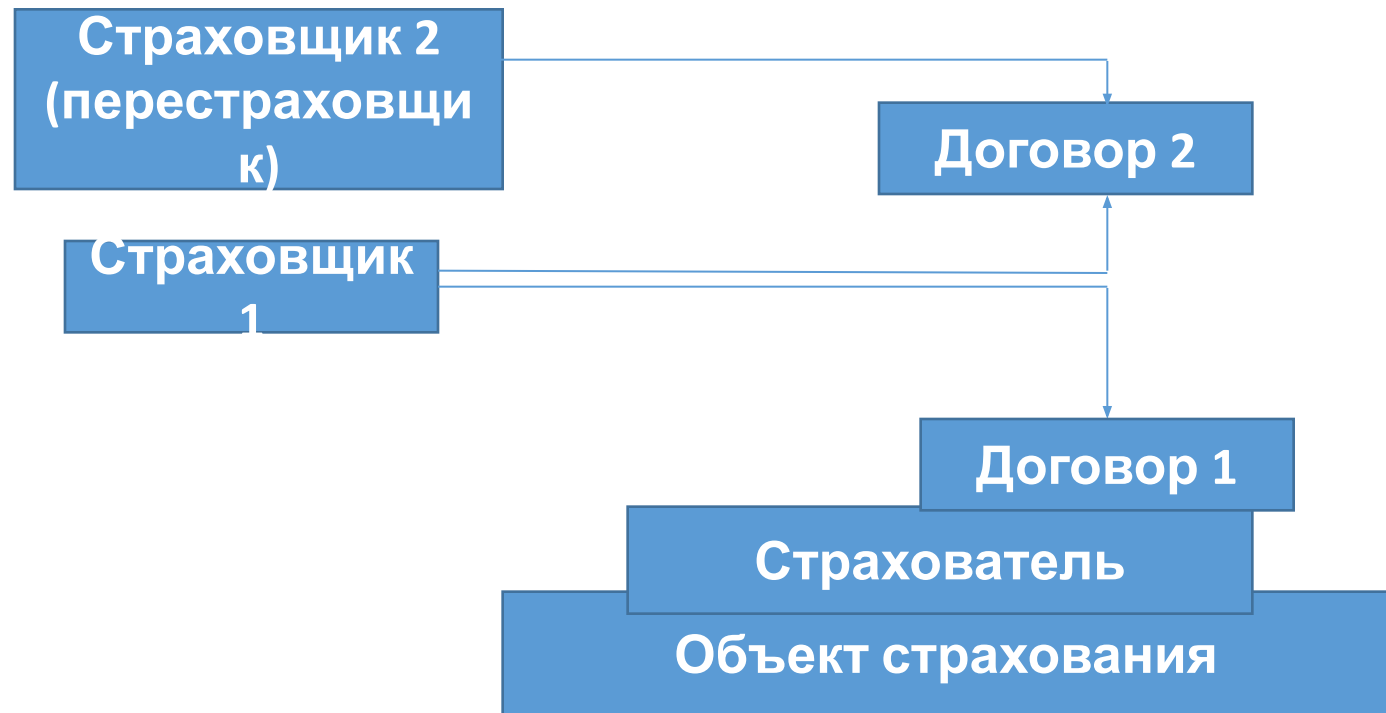 Страховщик 2
(перестраховщи
к)
Договор 2
Страховщик
1
Договор 1
Страхователь
Объект страхования